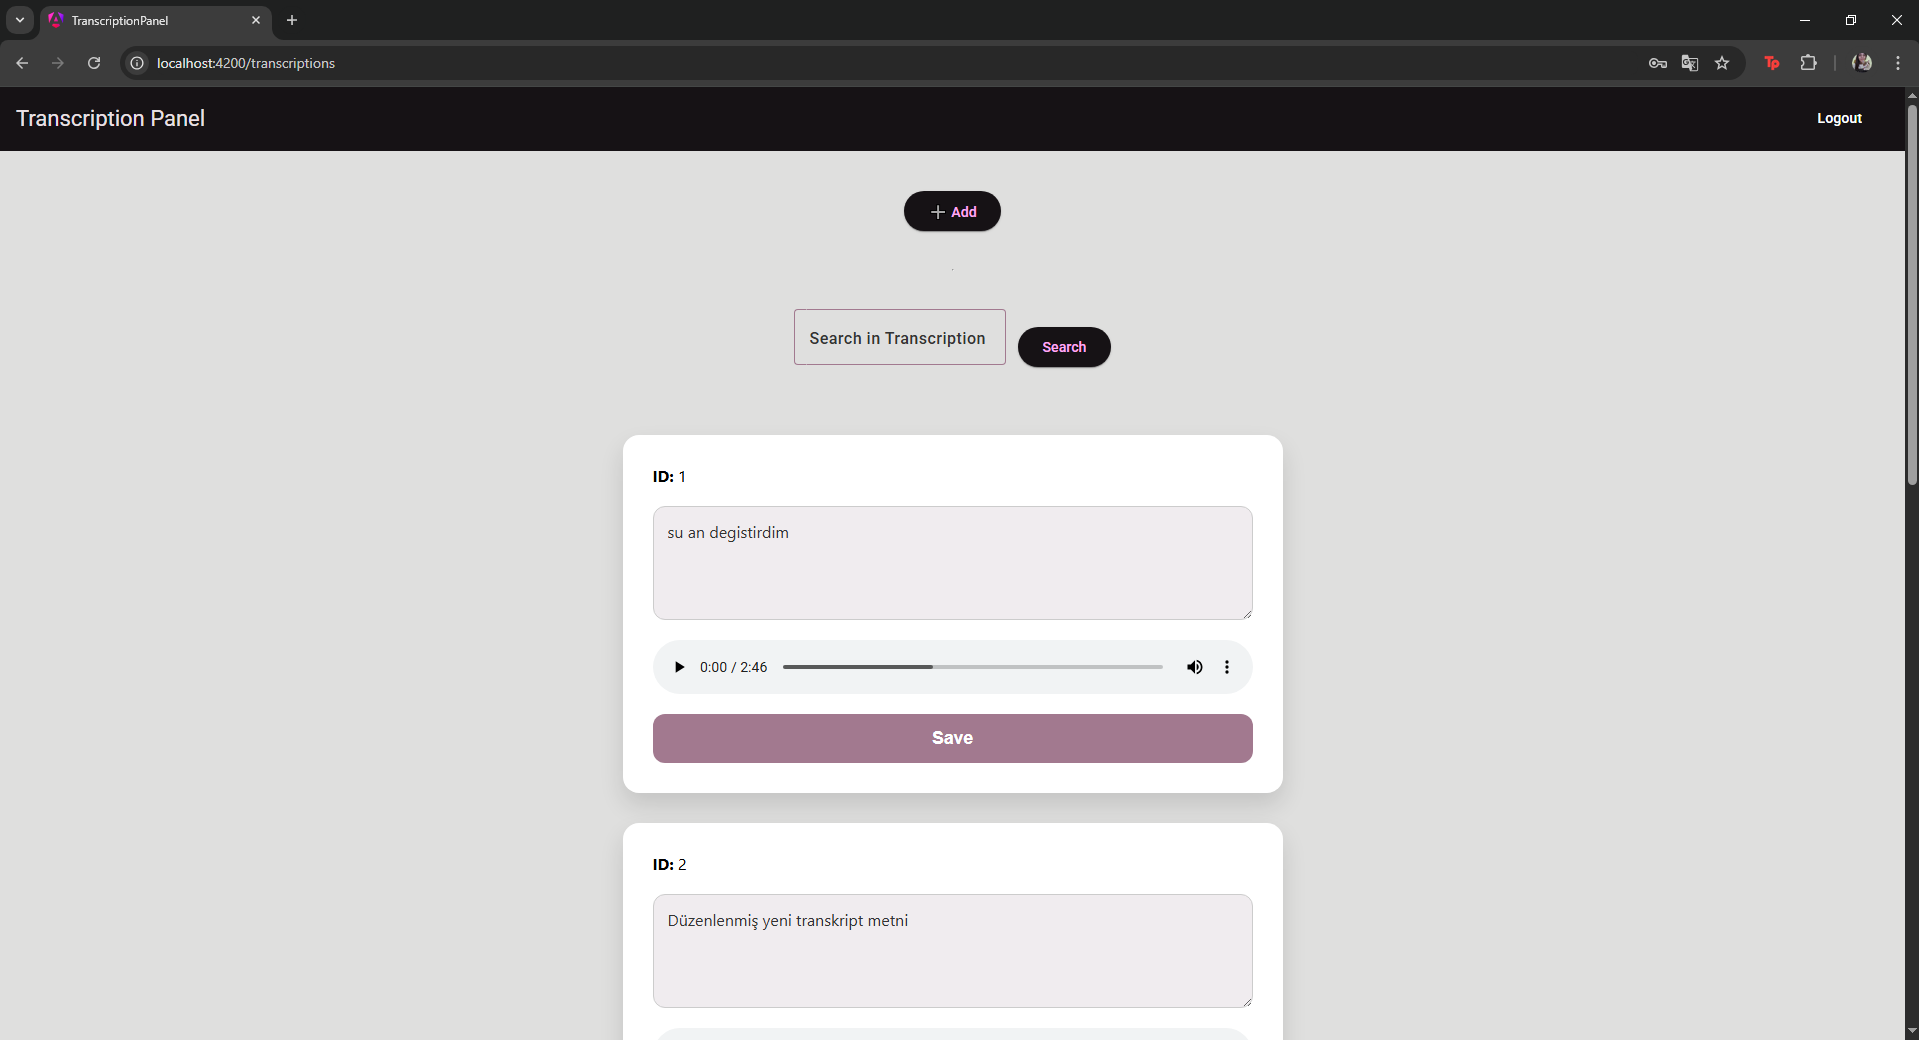 TranscriptionPanel
localhost:4200/transcriptions
Tp
Transcription Panel
Logout
Add
Search in Transcription
Search
ID: 1
su an degistirdim
0:00 / 2:46
Save
ID: 2
Düzenlenmiş yeni transkript metni